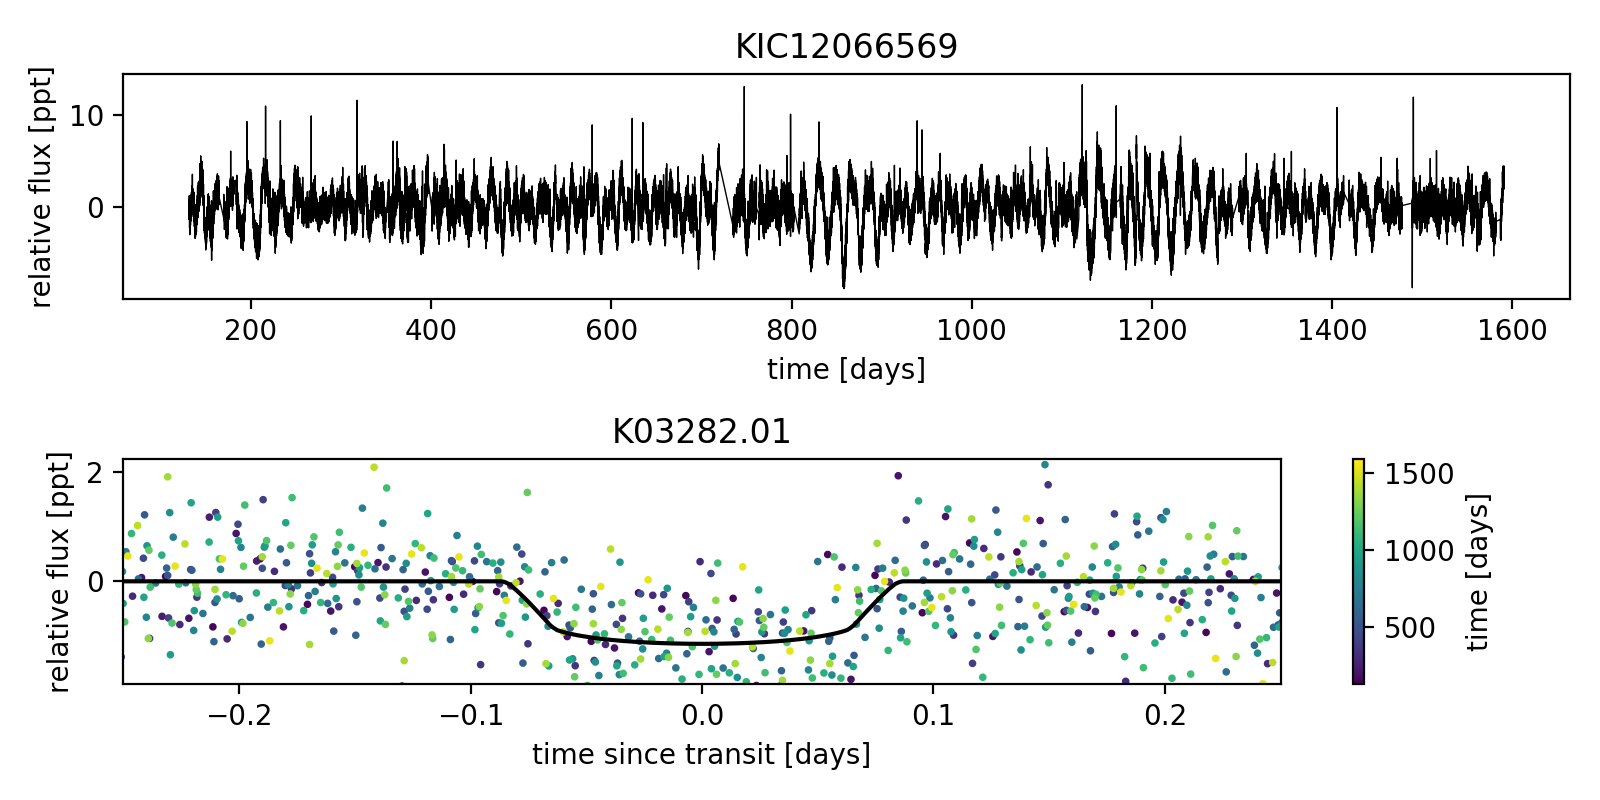 KIC12066569
relative flux [ppt]
10
0
200 400 600 800 1000 1200 1400 1600
time [days]
K03282.01
relative flux [ppt]
2
0
−0.2 −0.1 0.0 0.1 0.2
time since transit [days]
1500
1000
500
time [days]